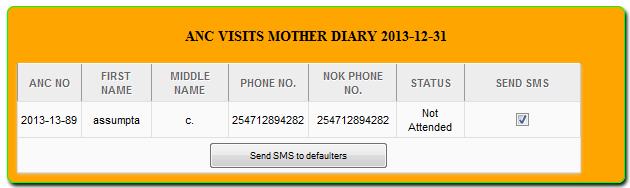 ANC VISITS MOTHER DIARY 2013-12-31
ANC NO FIRST NAME MIDDLE NAME PHONE NO. NOK PHONE NO. STATUS SEND SMS
2013-13-89 assumpta c. 254712894282 254712894282 Not Attended
Send SMS to defaulters